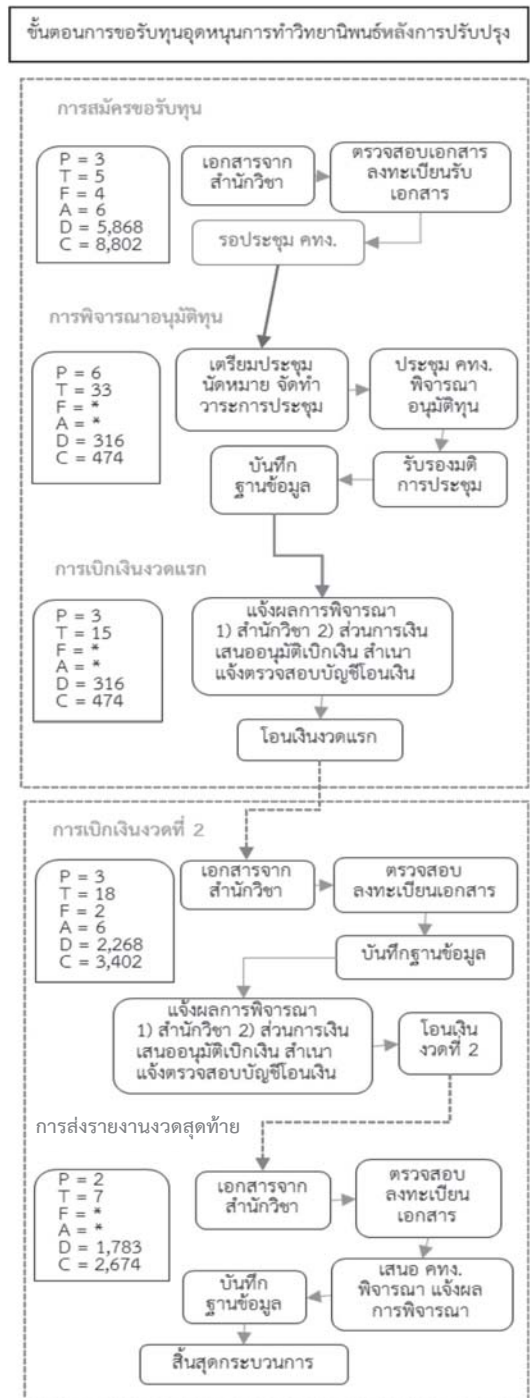 ขั้นตอนการขอรับทุนอุดหนุนการทำวิทยานิพนธ์หลังการปรับปรุง
การสมัครขอรับทุน
P = 3
T = 5
F = 4
A = 6
D = 5,868
C = 8,802
เอกสารจาก
สำนักวิชา
ตรวจสอบเอกสาร
ลงทะเบียนรับ
เอกสาร
รอประชุม คทง.
การพิจารณาอนุมัติทุน
P = 6
T = 33
F = *
A = *
D = 316
C = 474
เตรียมประชุม
นัดหมาย จัดทำ
วาระการประชุม
ประชุม คทง.
พิจารณา
อนุมัติทุน
รับรองมติ
การประชุม
บันทึก
ฐานข้อมูล
การเบิกเงินงวดแรก
P = 3
T = 15
F = *
A = *
D = 316
C = 474
แจ้งผลการพิจารณา
1) สำนักวิชา 2) ส่วนการเงิน
เสนออนุมัติเบิกเงิน สำเนา
แจ้งตรวจสอบบัญชีโอนเงิน
โอนเงินงวดแรก
การเบิกเงินงวดที่ 2
P = 3
T = 18
F = 2
A = 6
D = 2,268
C = 3,402
เอกสารจาก
สำนักวิชา
ตรวจสอบ
ลงทะเบียนเอกสาร
บันทึกฐานข้อมูล
แจ้งผลการพิจารณา
1) สำนักวิชา 2) ส่วนการเงิน
เสนออนุมัติเบิกเงิน สำเนา
แจ้งตรวจสอบบัญชีโอนเงิน
โอนเงิน
งวดที่ 2
การส่งรายงานงวดสุดท้าย
P = 2
T = 7
F = *
A = *
D = 1,783
C = 2,674
เอกสารจาก
สำนักวิชา
ตรวจสอบ
ลงทะเบียน
เอกสาร
เสนอ คทง.
พิจารณา แจ้งผล
การพิจารณา
บันทึก
ฐานข้อมูล
สิ้นสุดกระบวนการ